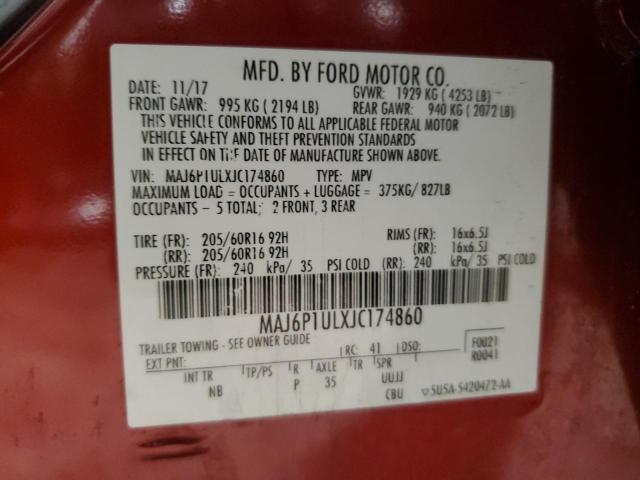 MFD. BY FORD MOTOR CO.
DATE: 11/17 GVWR: 1929 KG ( 4253 LB)
FRONT GAWR: 995 KG ( 2194 LB) REAR GAWR: 940 KG ( 2072 LB)
THIS VEHICLE CONFORMS TO ALL APPLICABLE FEDERAL MOTOR
VEHICLE SAFETY AND THEFT PREVENTION STANDARDS
IN EFFECT ON THE DATE OF MANUFACTURE SHOWN ABOVE.
VIN: MAJ6P1ULXJC174860 TYPE: MPV
MAXIMUM LOAD = OCCUPANTS + LUGGAGE = 375KG/ 827LB
OCCUPANTS - 5 TOTAL; 2 FRONT, 3 REAR
TIRE (FR): 205/60R16 92H RIMS (FR): 16x6.5J
(RR): 205/60R16 92H (RR): 16x6.5J
PRESSURE (FR): 240 kPa/ 35 PSI COLD (RR): 240 kPa/ 35 PSI COLD
MAJ6P1ULXJC174860
TRAILER TOWING - SEE OWNER GUIDE
EXT PNT: RC: 41 DSO: F0021
R0041
INT TR TP/PS R AXLE TR SPR
NB P 35 UUJJ
CBU 5U5A-S420472-AA